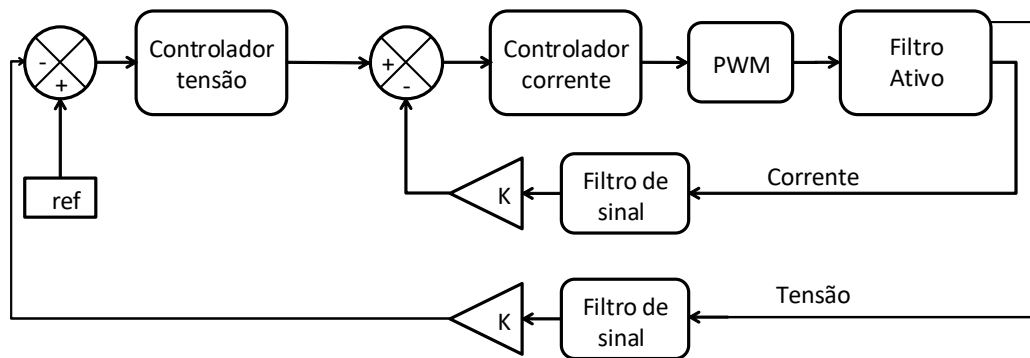 Controlador
tensão
Controlador
corrente
PWM
Filtro
Ativo
-
+
+
-
ref
K
Filtro de
sinal
Corrente
K
Filtro de
sinal
Tensão